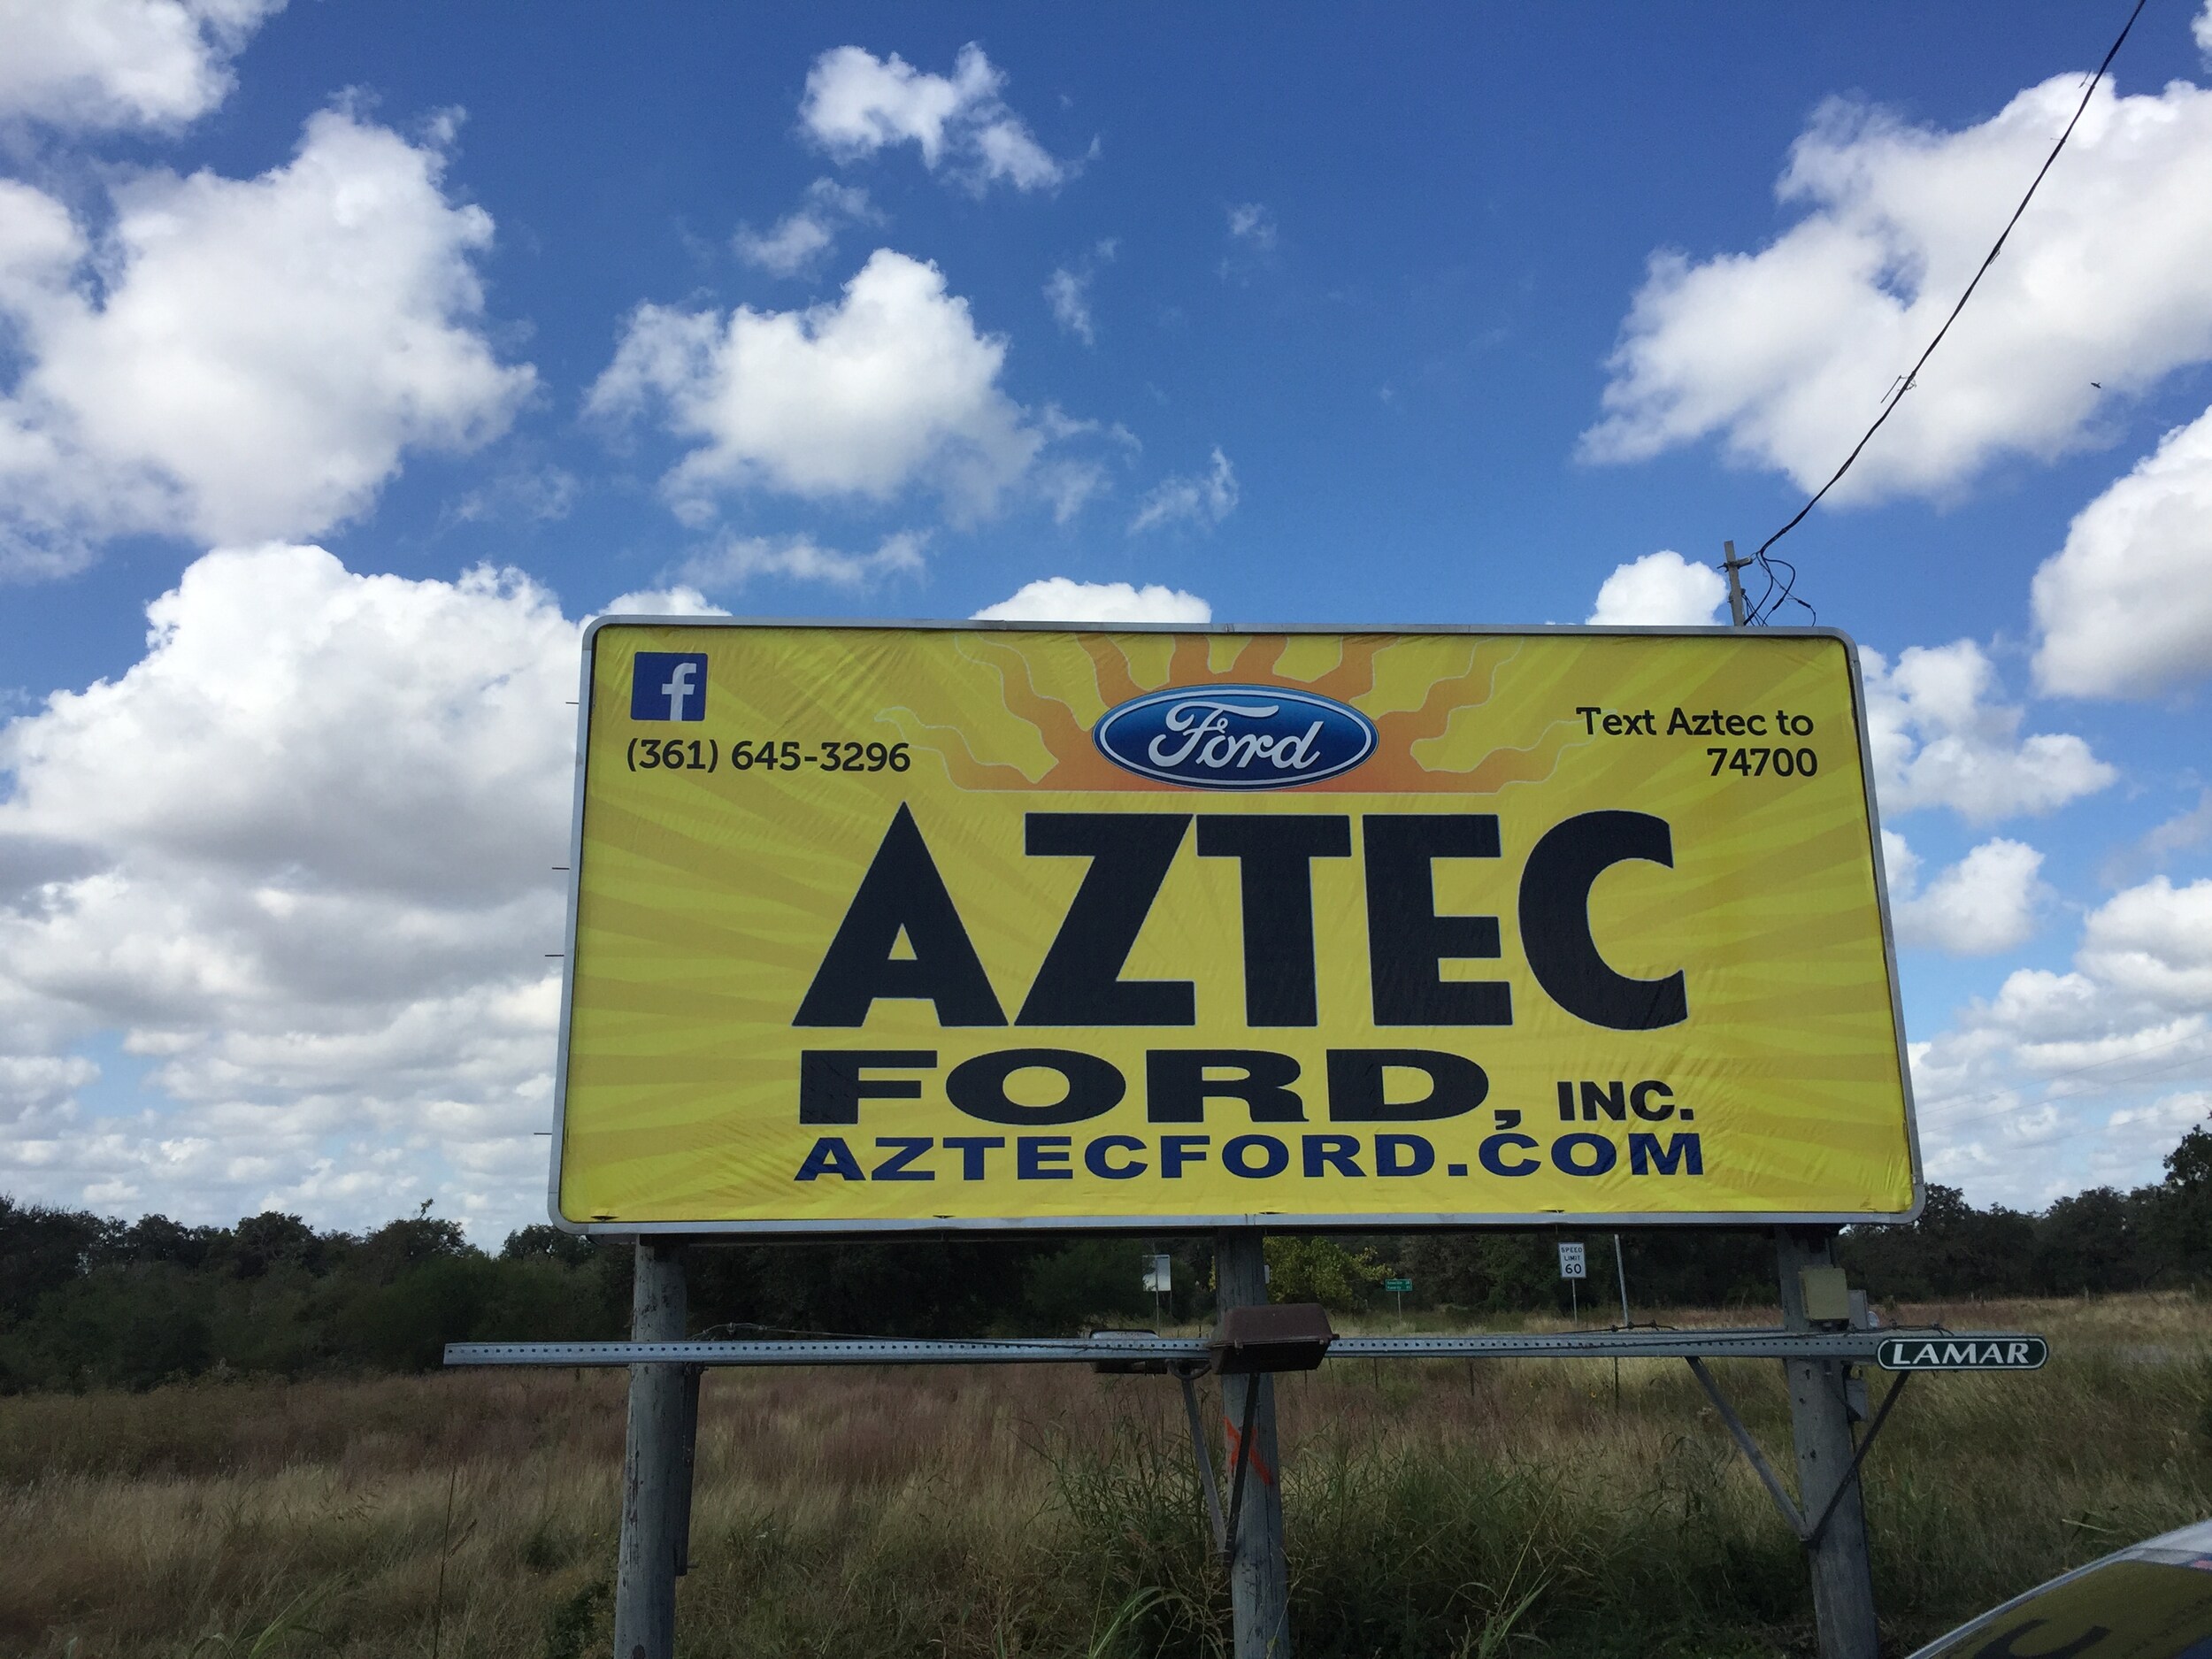 f
(361) 645-3296
Ford
Text Aztec to
74700
AZTEC
FORD, INC.
AZTECFORD.COM
SPEED
LIMIT
60
LAMAR